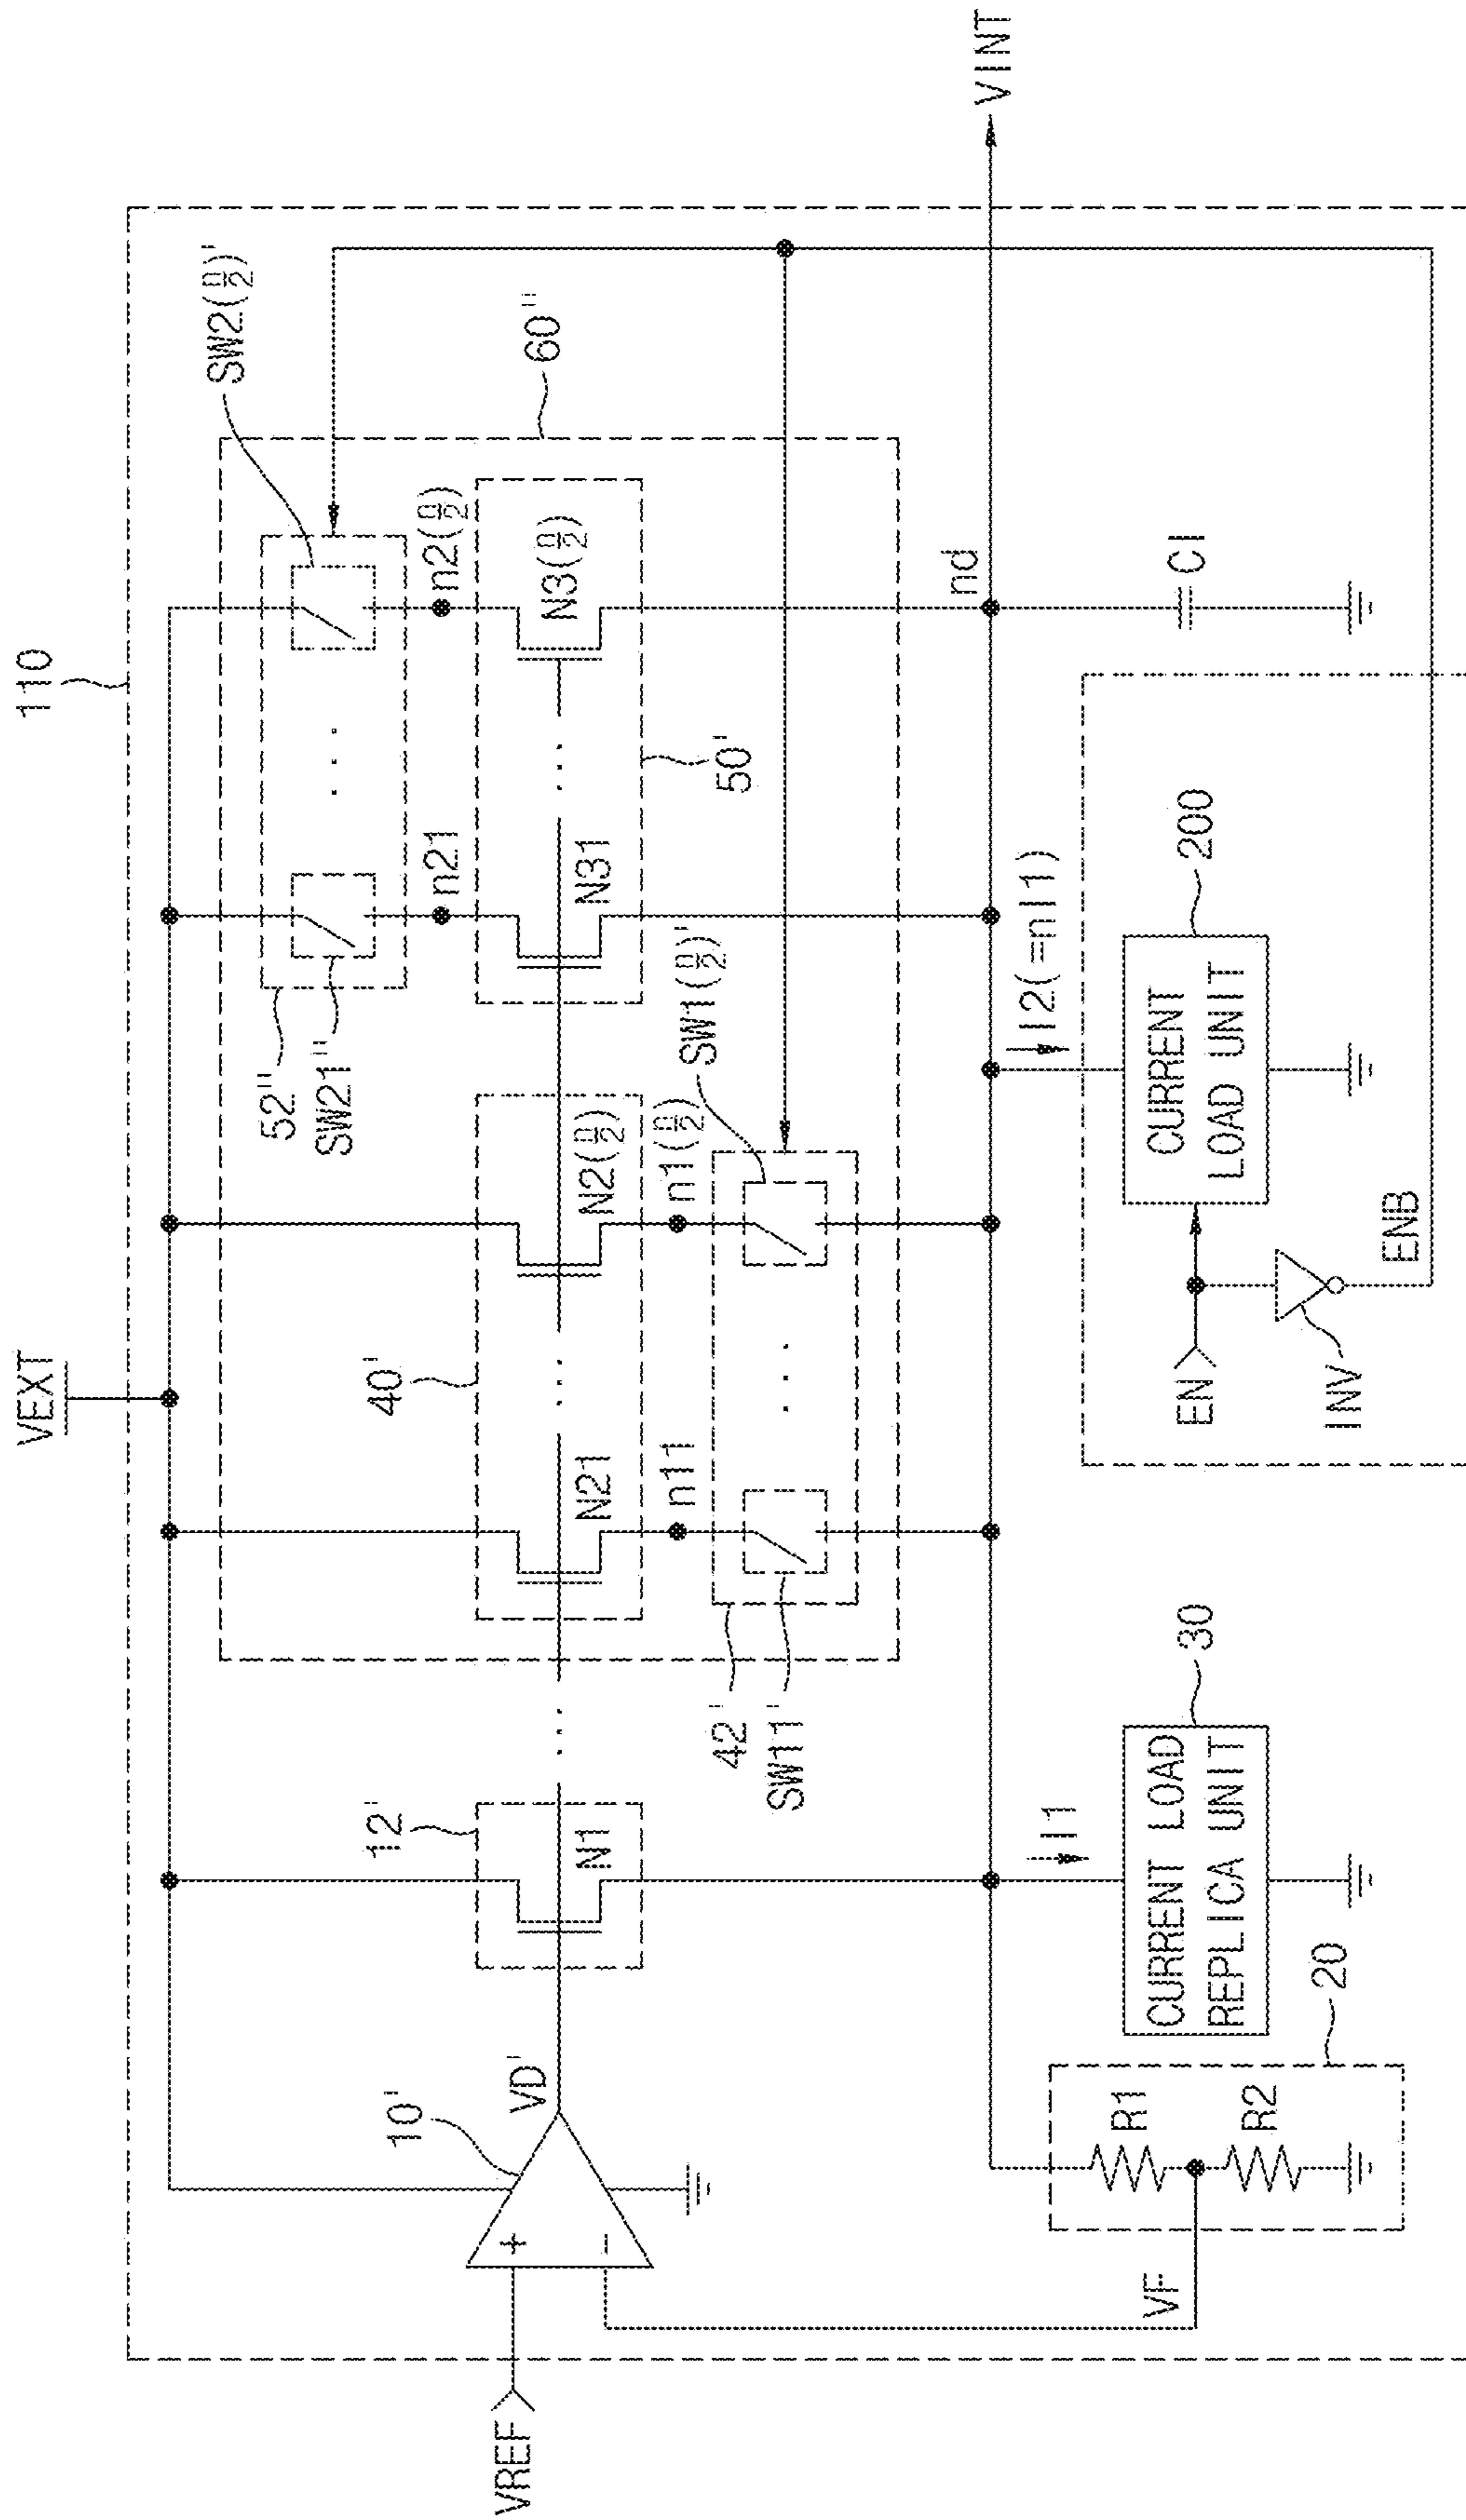 110
VEXT
VREF
10'
VD'
12'
N1
40'
N21
N2(n/2)
n11
n1(n/2)
42"
SW11'
SW1(n/2)'
52"
SW21"
SW2(n/2)'
n21
n2(n/2)
N31
N3(n/2)
50'
60"
nd
VINT
VF
R1
R2
20
I1
CURRENT LOAD
REPLICA UNIT
30
I2(=nI1)
CURRENT
LOAD UNIT
200
EN
INV
ENB
CI